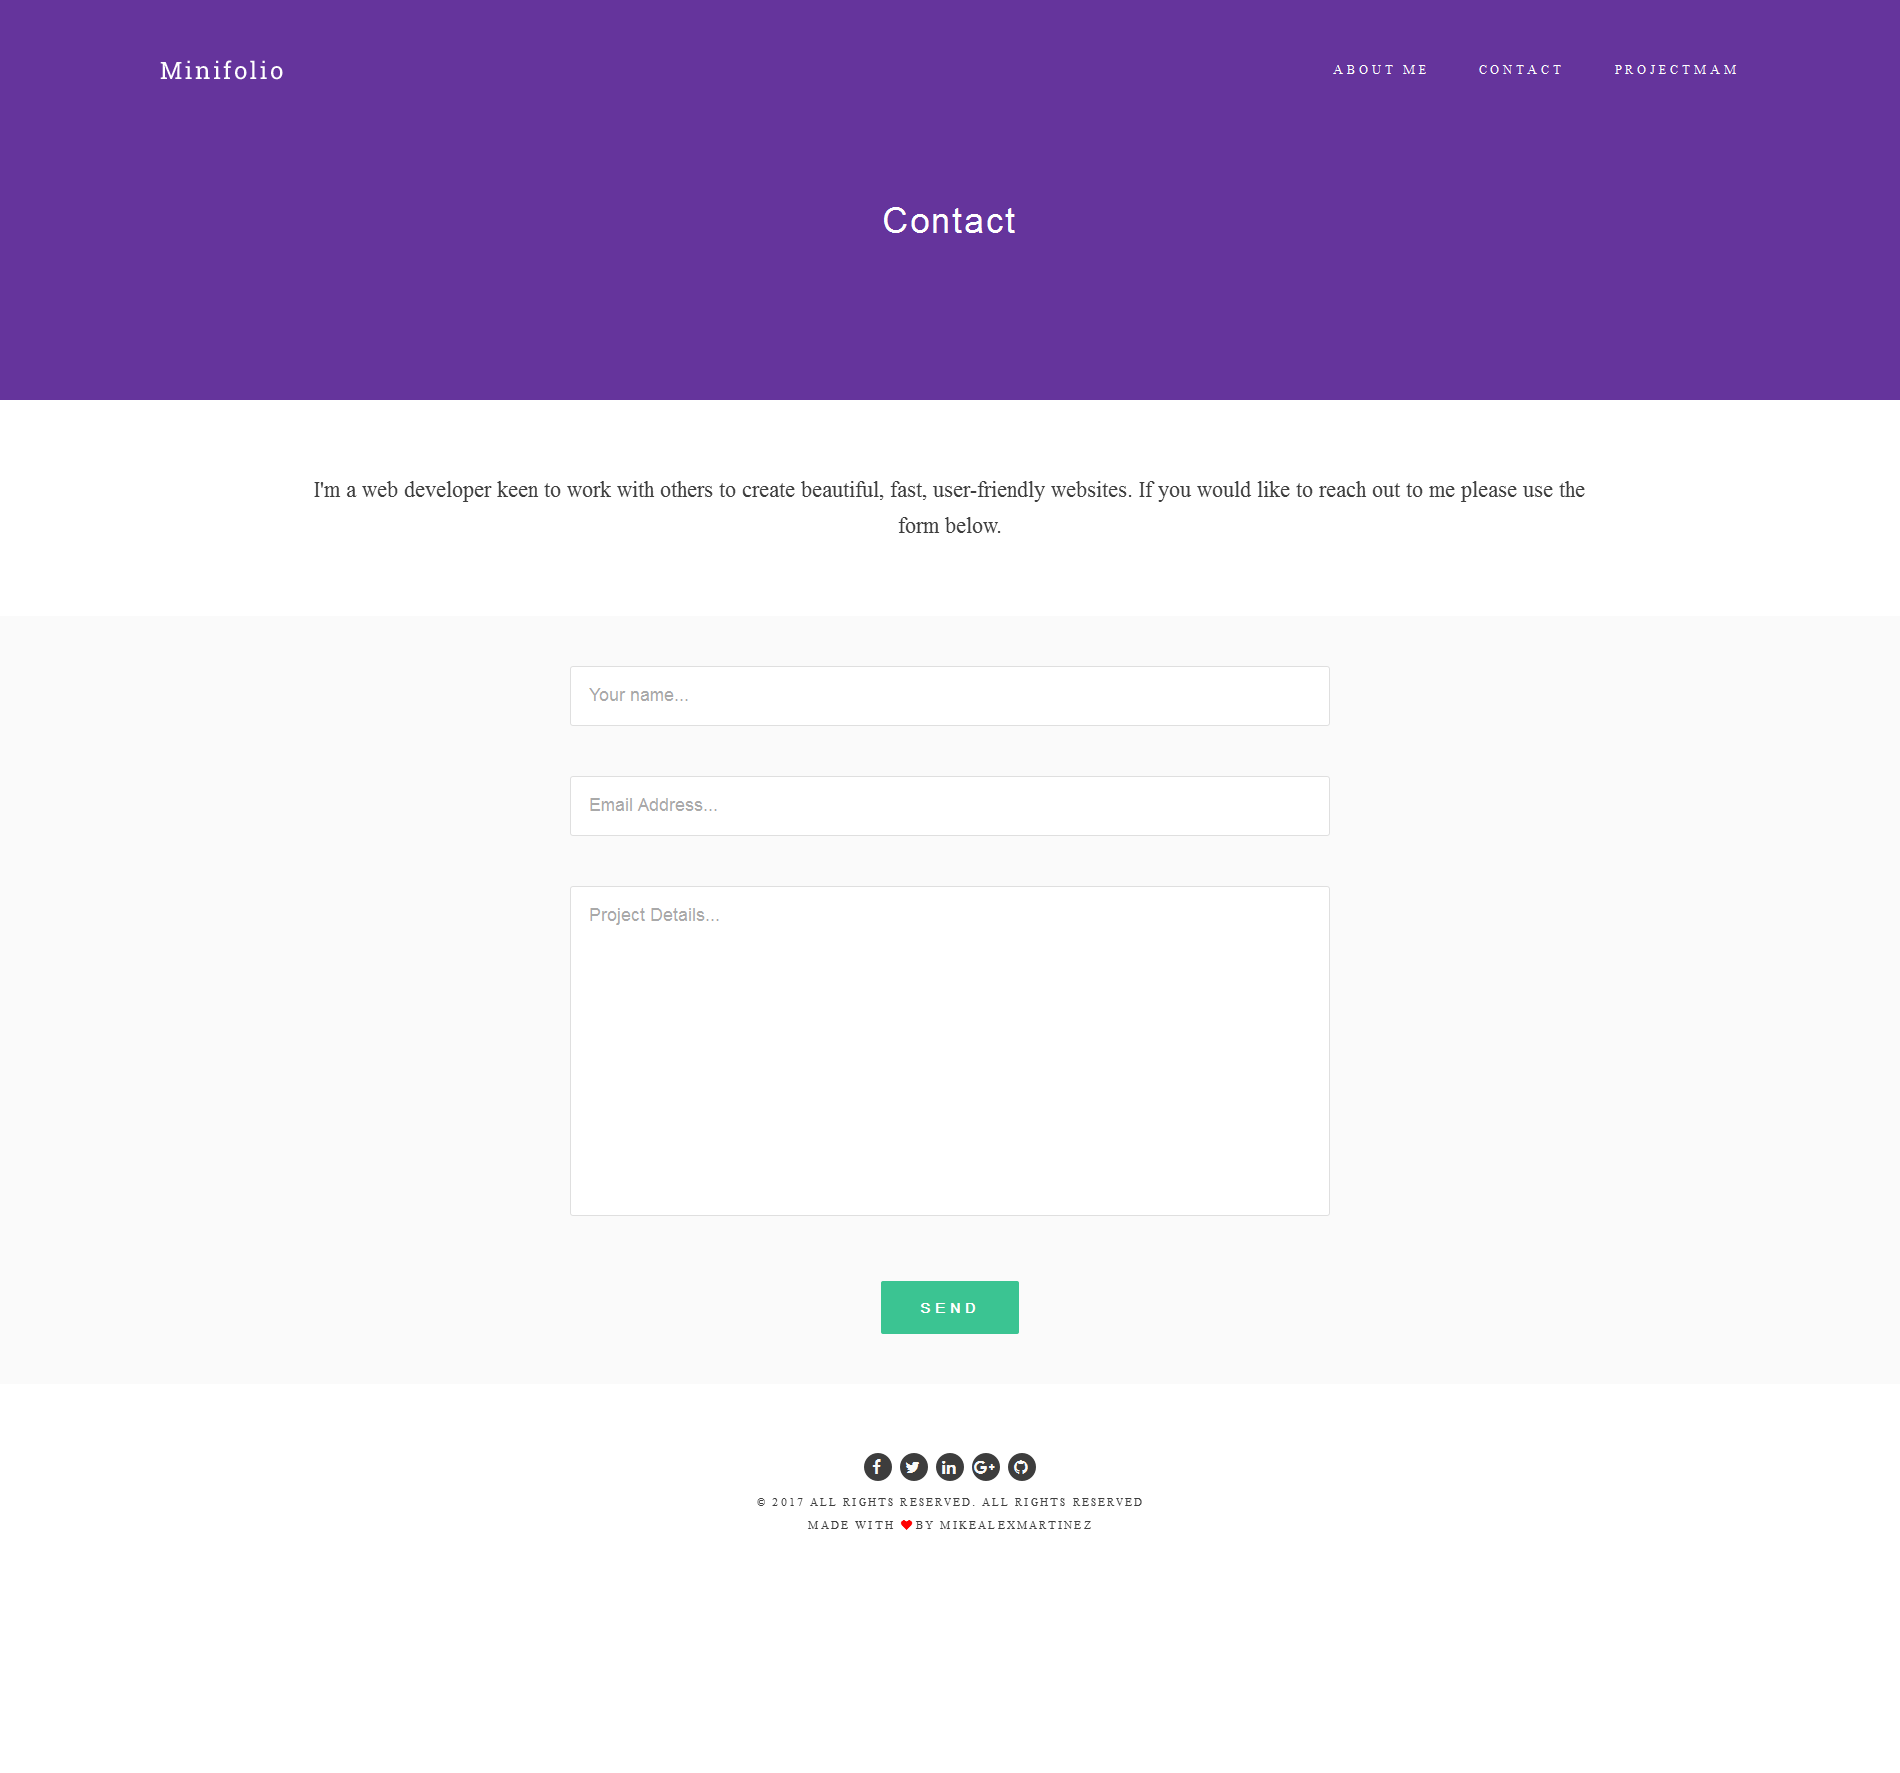 Minifolio
ABOUT ME
CONTACT
PROJECTMAM
Contact
I'm a web developer keen to work with others to create beautiful, fast, user-friendly websites. If you would like to reach out to me please use the
form below.
Your name...
Email Address...
Project Details...
SEND
© 2017 ALL RIGHTS RESERVED. ALL RIGHTS RESERVED
MADE WITH BY MIKEALEXMARTINEZ